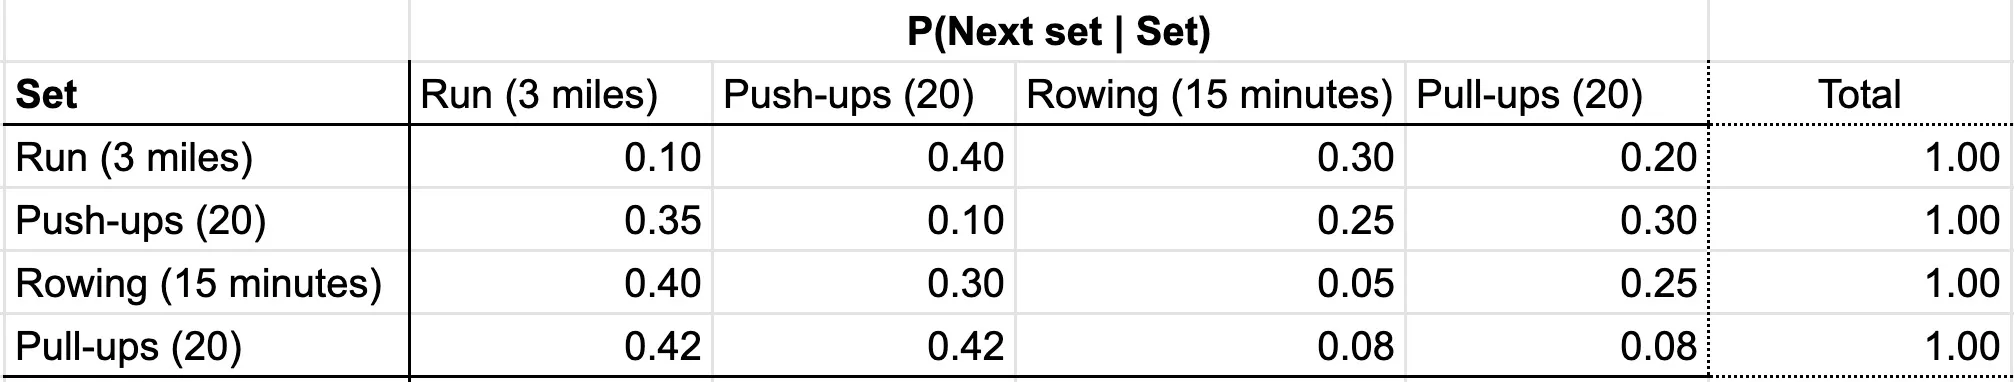 P(Next set | Set)
Set Run (3 miles) Push-ups (20) Rowing (15 minutes) Pull-ups (20) Total
Run (3 miles) 0.10 0.40 0.30 0.20 1.00
Push-ups (20) 0.35 0.10 0.25 0.30 1.00
Rowing (15 minutes) 0.40 0.30 0.05 0.25 1.00
Pull-ups (20) 0.42 0.42 0.08 0.08 1.00